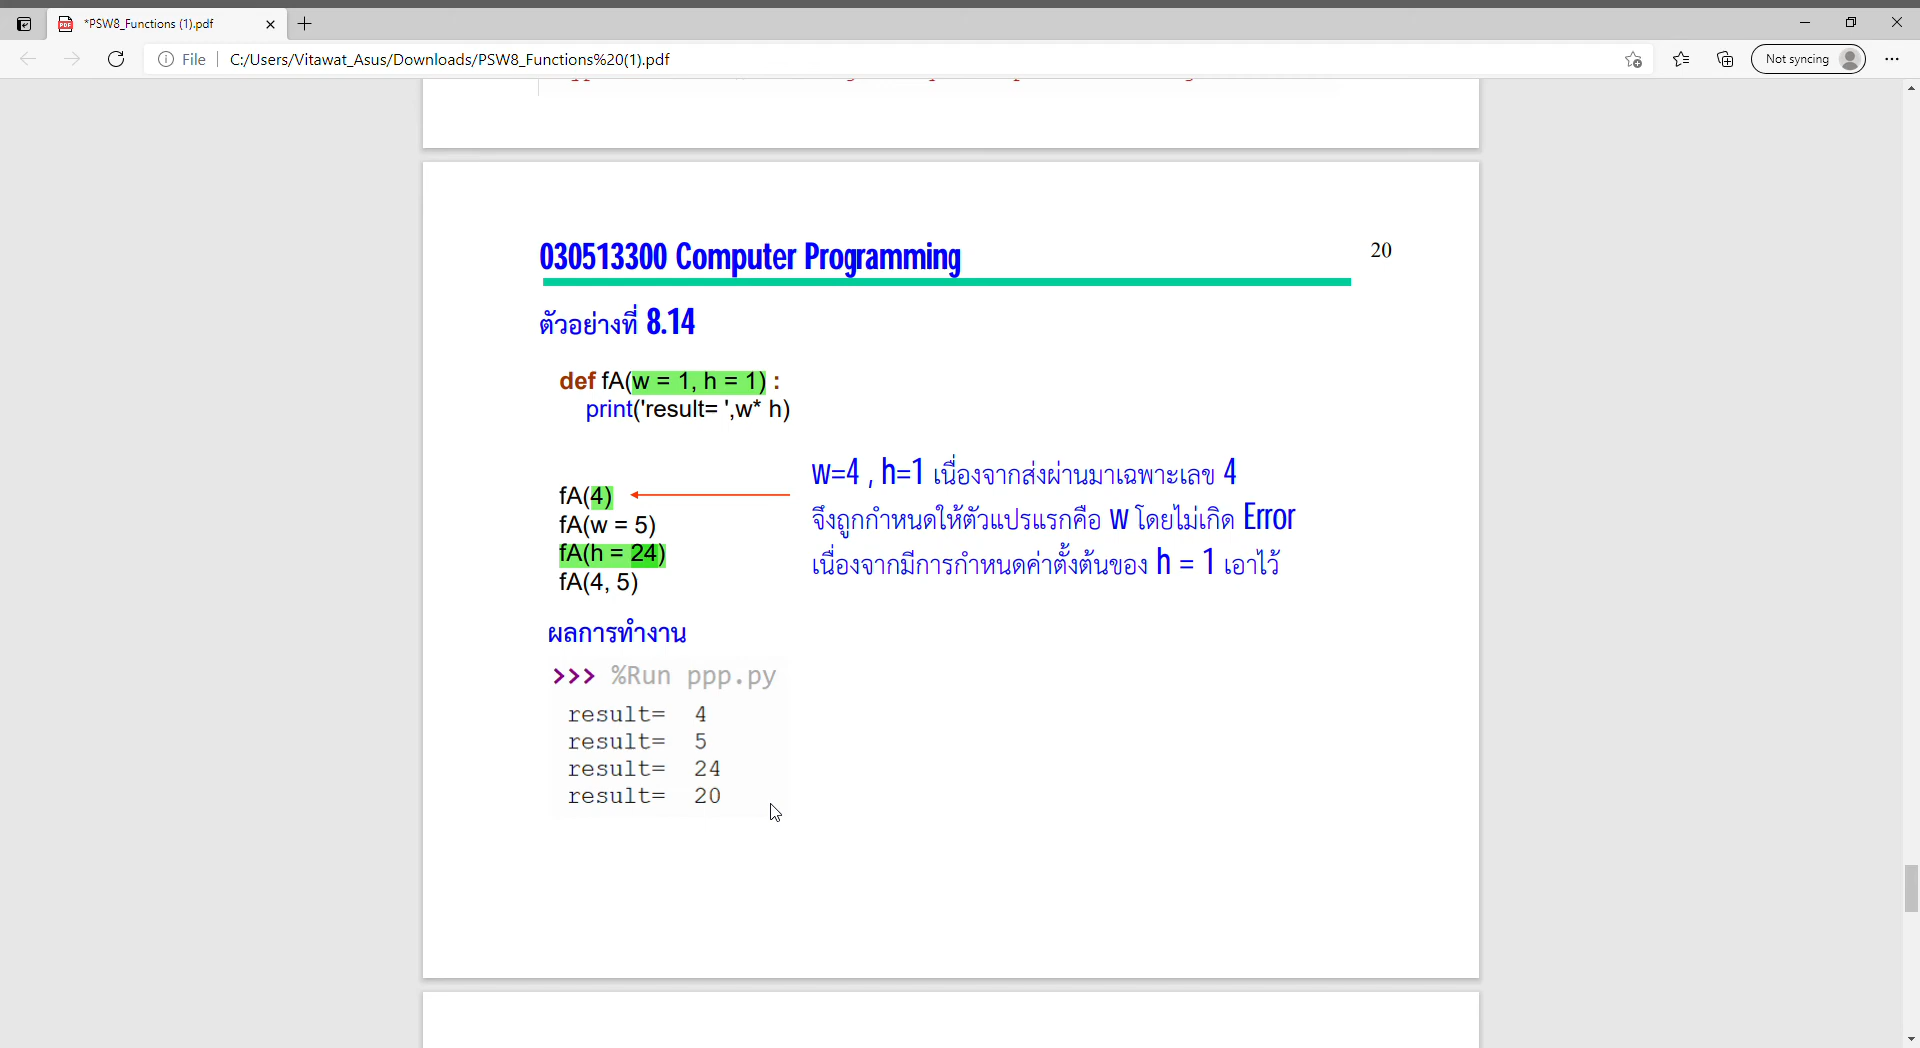 *PSW8_Functions (1).pdf
File
C:/Users/Vitawat_Asus/Downloads/PSW8_Functions%20(1).pdf
Not syncing
030513300 Computer Programming
20
ตัวอย่างที่ 8.14
def fA(w = 1, h = 1) :
print('result= ',w* h)
fA(4)
fA(w = 5)
fA(h = 24)
fA(4, 5)
w=4 , h=1 เนื่องจากส่งผ่านมาเฉพาะเลข 4
จึงถูกกำหนดให้ตัวแปรแรกคือ w โดยไม่เกิด Error
เนื่องจากมีการกำหนดค่าตั้งต้นของ h = 1 เอาไว้
ผลการทำงาน
>>> %Run ppp.py
result= 4
result= 5
result= 24
result= 20